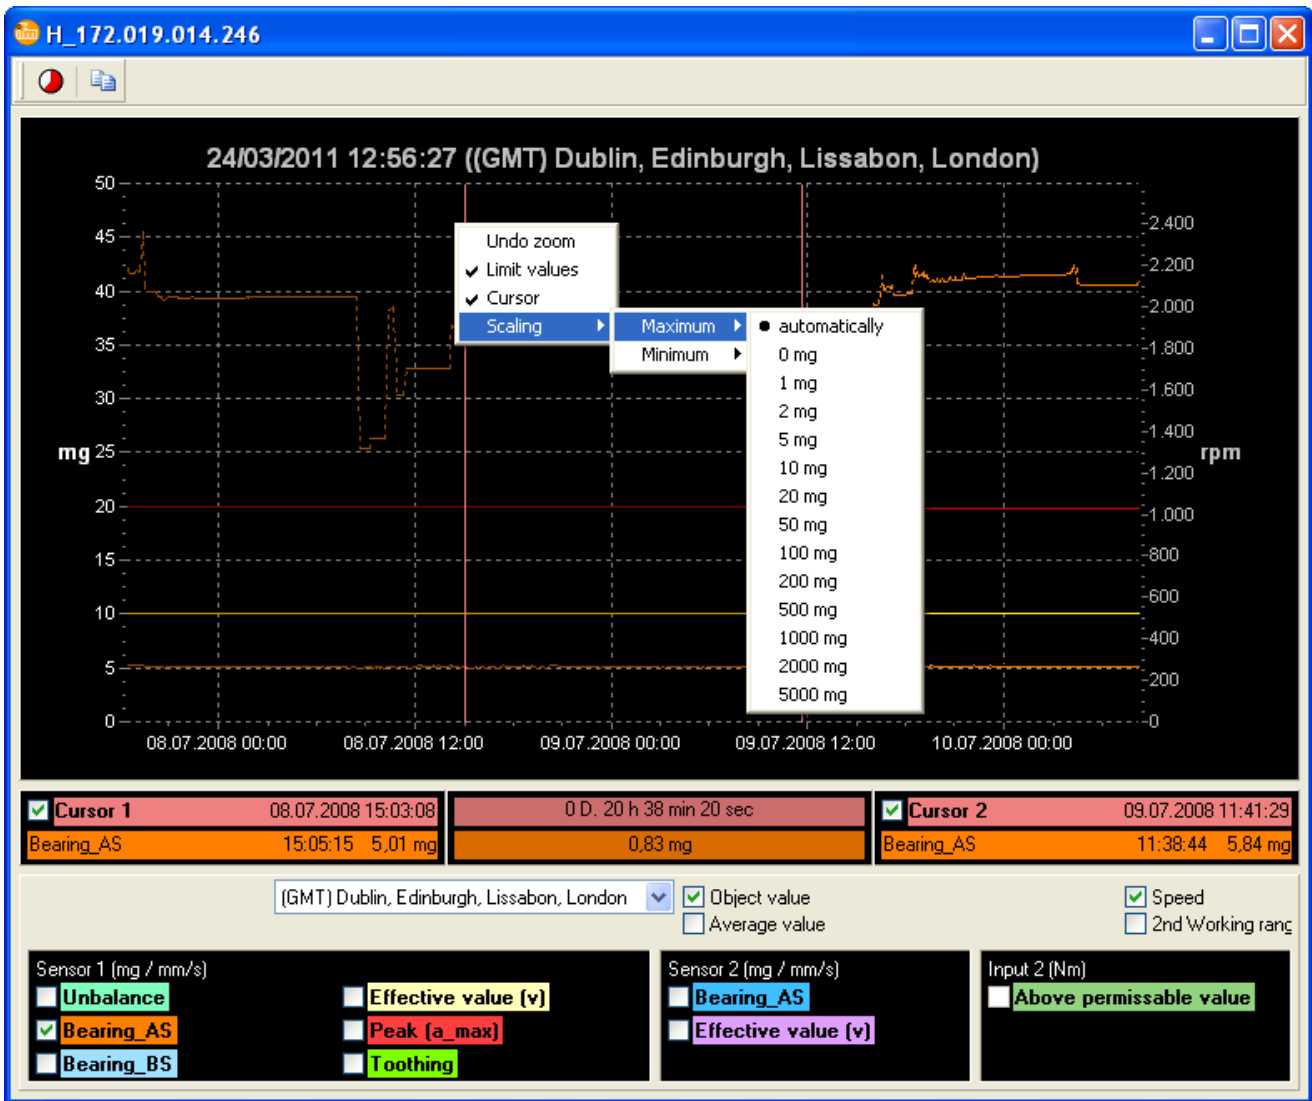 H_172.019.014.246
24/03/2011 12:56:27 ((GMT) Dublin, Edinburgh, Lissabon, London)
50
45
40
35
30
mg 25
20
15
10
5
0
2.400
2.200
2.000
1.800
1.600
1.400
rpm
1.200
1.000
800
600
400
200
0
Undo zoom
Limit values
Cursor
Scaling
Maximum
Minimum
automatically
0 mg
1 mg
2 mg
5 mg
10 mg
20 mg
50 mg
100 mg
200 mg
500 mg
1000 mg
2000 mg
5000 mg
08.07.2008 00:00 08.07.2008 12:00 09.07.2008 00:00 09.07.2008 12:00 10.07.2008 00:00
Cursor 1 08.07.2008 15:03:08 0 D. 20 h 38 min 20 sec Cursor 2 09.07.2008 11:41:29
Bearing_AS 15:05:15 5,01 mg 0,83 mg Bearing_AS 11:38:44 5,84 mg
(GMT) Dublin, Edinburgh, Lissabon, London Object value Speed
Average value 2nd Working rang
Sensor 1 (mg / mm/s) Sensor 2 (mg / mm/s) Input 2 (Nm)
Unbalance Effective value (v) Bearing_AS Above permissable value
Bearing_AS Peak (a_max) Effective value (v)
Bearing_BS Toothing